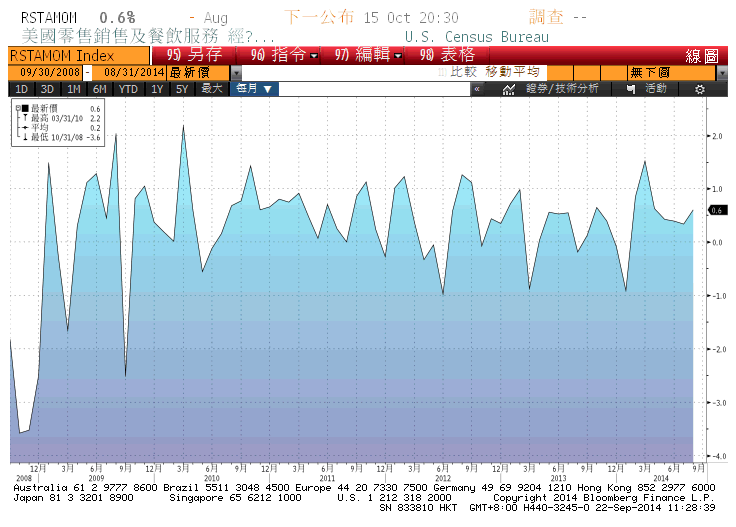 RSTAMOM 0.6% - Aug 下一公布 15 Oct 20:30 調查 --
美國零售銷售及餐飲服務 經?... U.S. Census Bureau
RSTAMOM Index 95) 另存 96) 指令 97) 編輯 98) 表格 線圖
09/30/2008 - 08/31/2014 最新價 比較 移動平均 無下價
1D 3D 1M 6M YTD 1Y 5Y 最大 每月 ▼ « 證券/技術分析 活動
最新價 0.6
最高 03/31/10 2.2
平均 0.2
最低 10/31/08 -3.6
2.0
1.0
0.6
0.0
-1.0
-2.0
-3.0
-4.0
12月 3月 6月 9月 12月 3月 6月 9月 12月 3月 6月 9月 12月 3月 6月 9月 12月 3月 6月 9月 12月 3月 6月 9月
2008 2009 2010 2011 2012 2013 2014
Australia 61 2 9777 8600 Brazil 5511 3048 4500 Europe 44 20 7330 7500 Germany 49 69 9204 1210 Hong Kong 852 2977 6000
Japan 81 3 3201 8900 Singapore 65 6212 1000 U.S. 1 212 318 2000 Copyright 2014 Bloomberg Finance L.P.
SN 833810 HKT GMT+8:00 H440-3245-0 22-Sep-2014 11:28:39